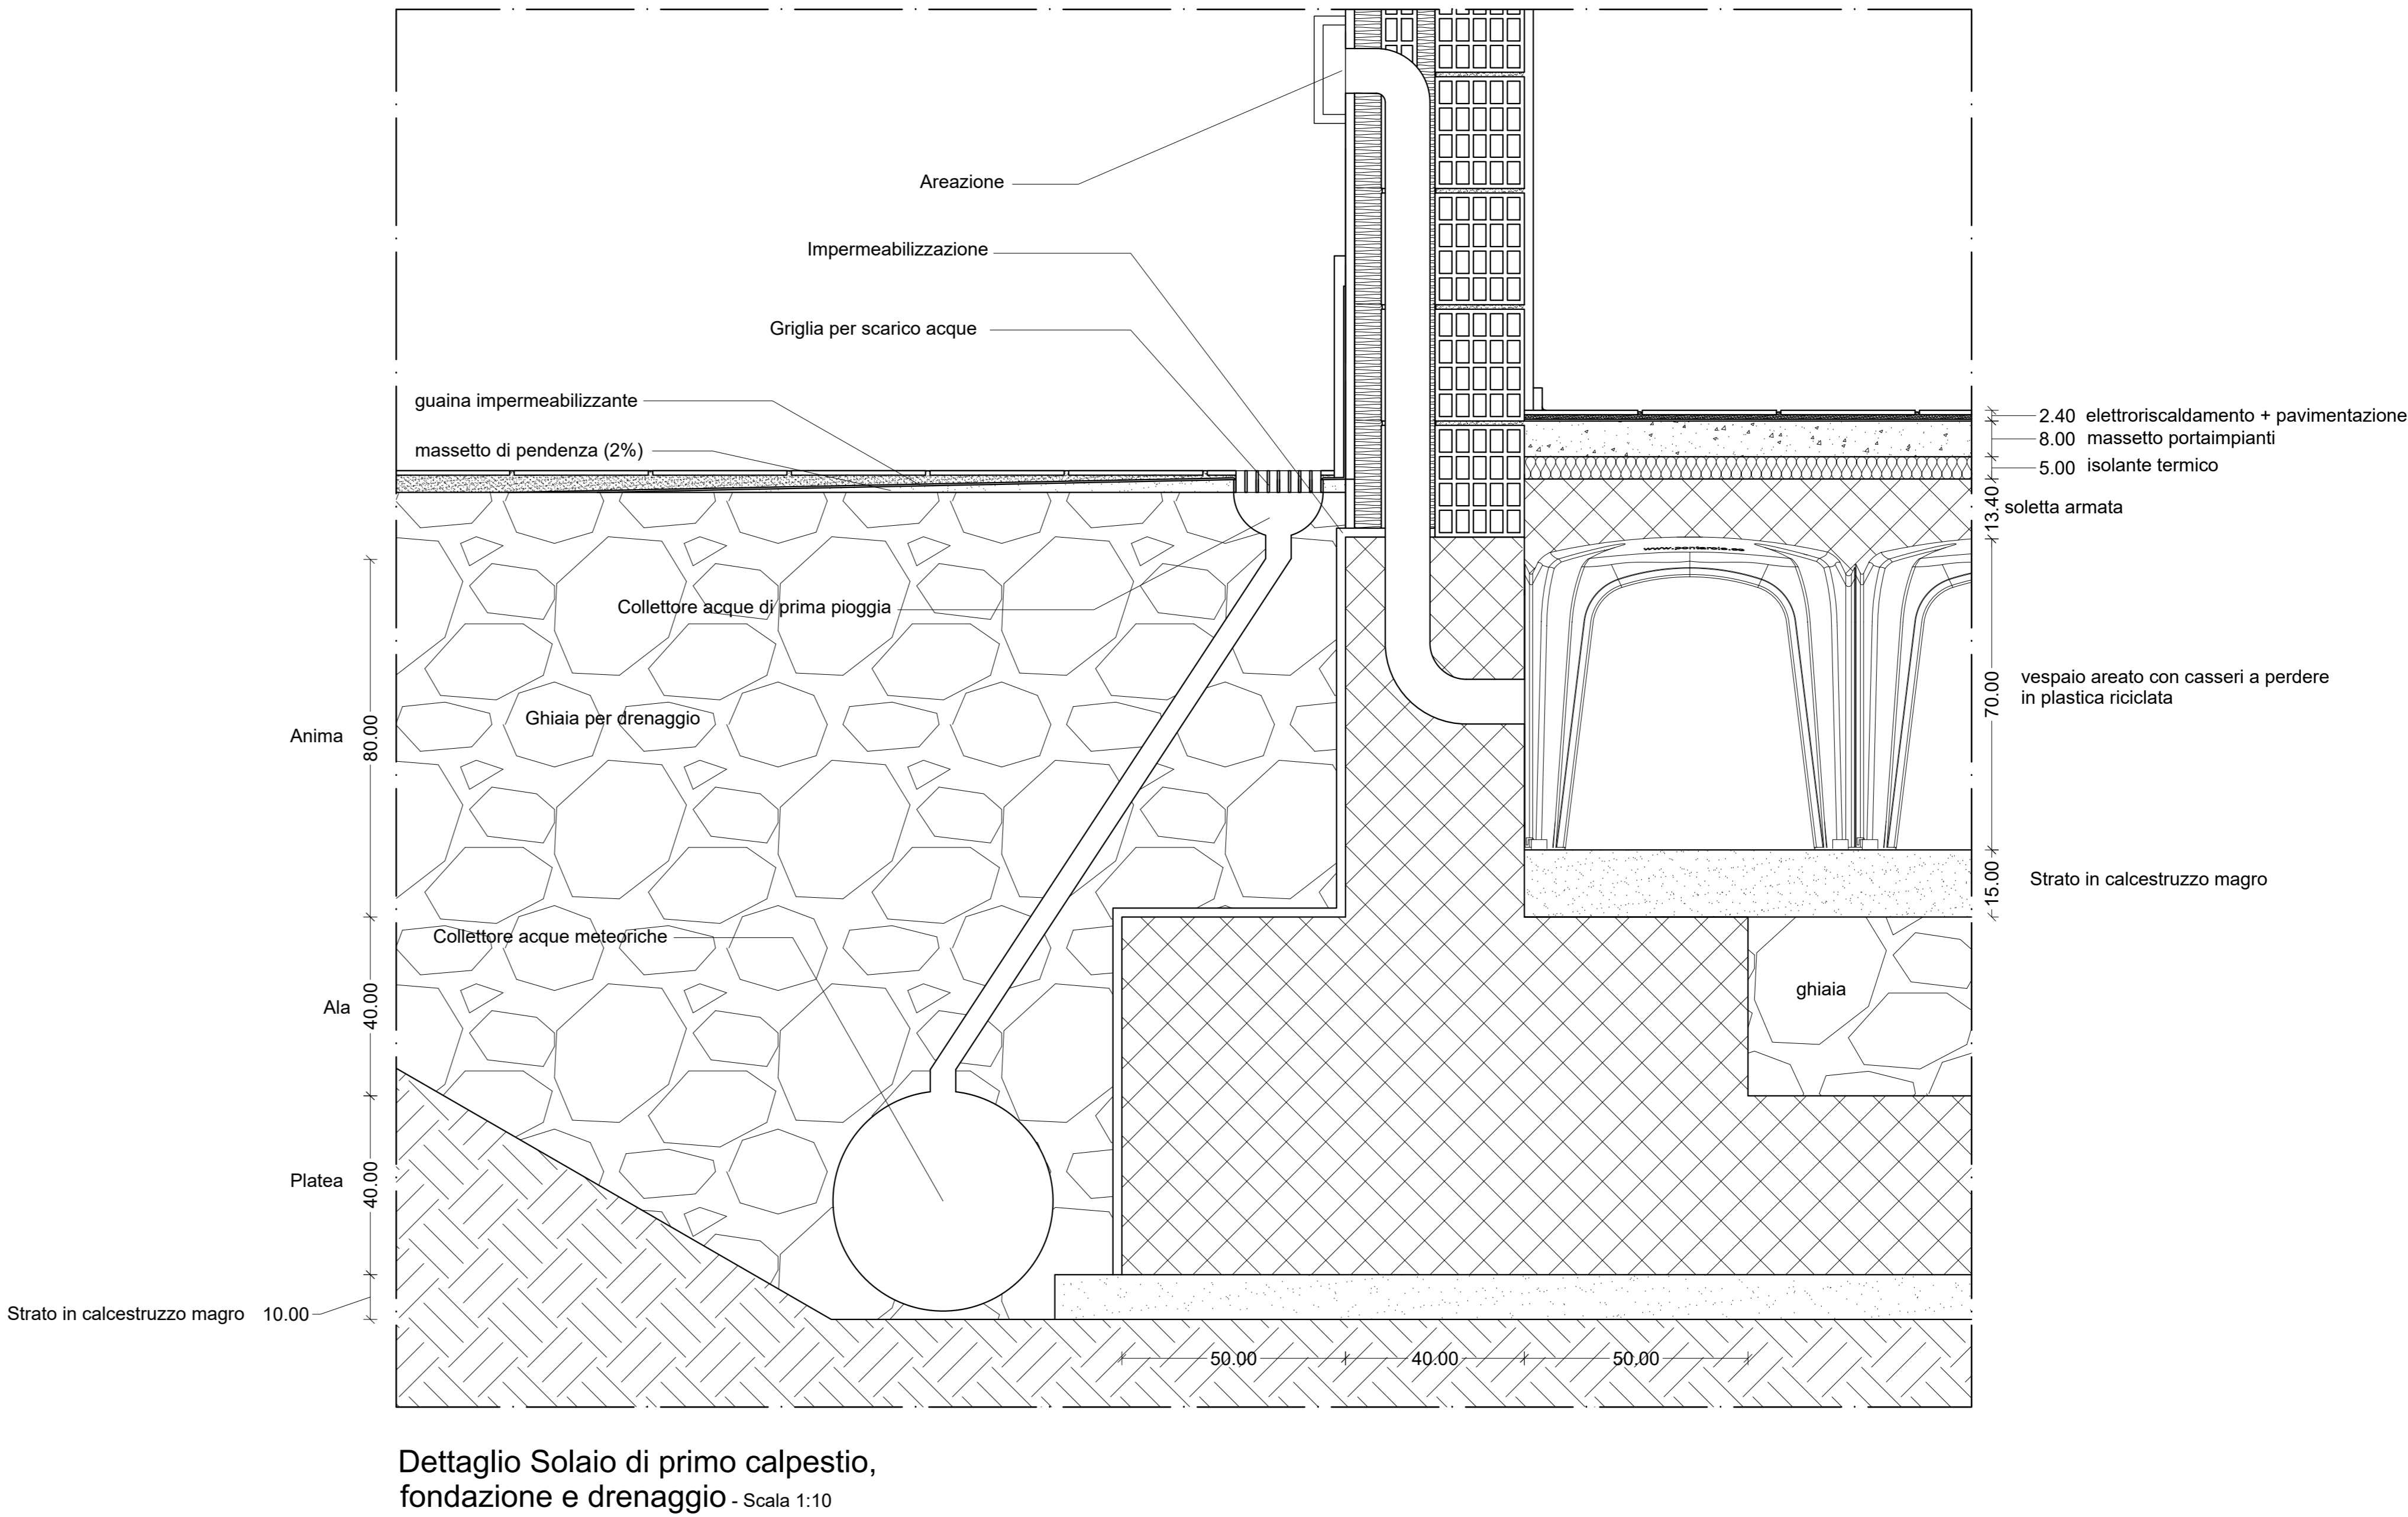 Areazione
Impermeabilizzazione
Griglia per scarico acque
guaina impermeabilizzante
massetto di pendenza (2%)
2.40 elettroriscaldamento + pavimentazione
8.00 massetto portaimpianti
5.00 isolante termico
13.40 soletta armata
www.pontarolo.es
Collettore acque di prima pioggia
70.00 vespaio areato con casseri a perdere
in plastica riciclata
Ghiaia per drenaggio
Anima 80.00
15.00 Strato in calcestruzzo magro
Collettore acque meteoriche
ghiaia
Ala 40.00
Platea 40.00
Strato in calcestruzzo magro 10.00
50.00 40.00 50.00
Dettaglio Solaio di primo calpestio,
fondazione e drenaggio - Scala 1:10